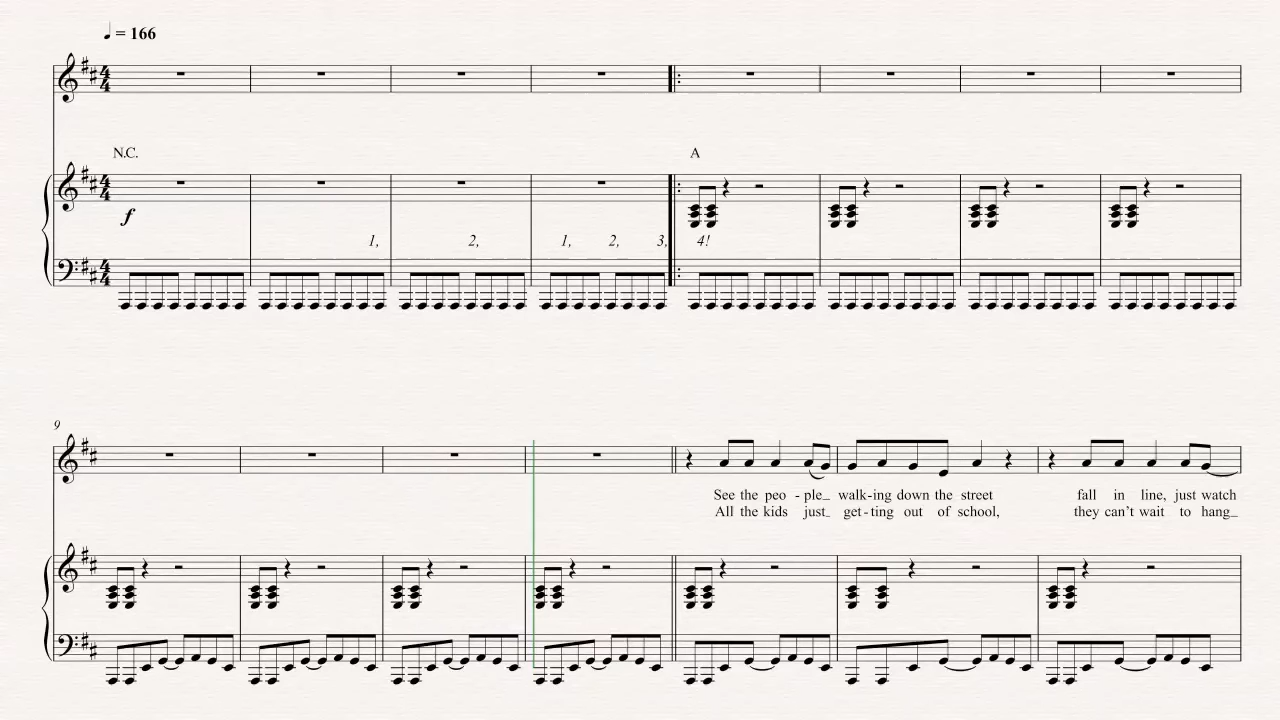 ♩ = 166
N.C.
A
f
1, 2, 1, 2, 3, 4!
9
See the peo - ple_ walk-ing down the street fall in line, just watch
All the kids just_ get-ting out of school, they can't wait to hang_